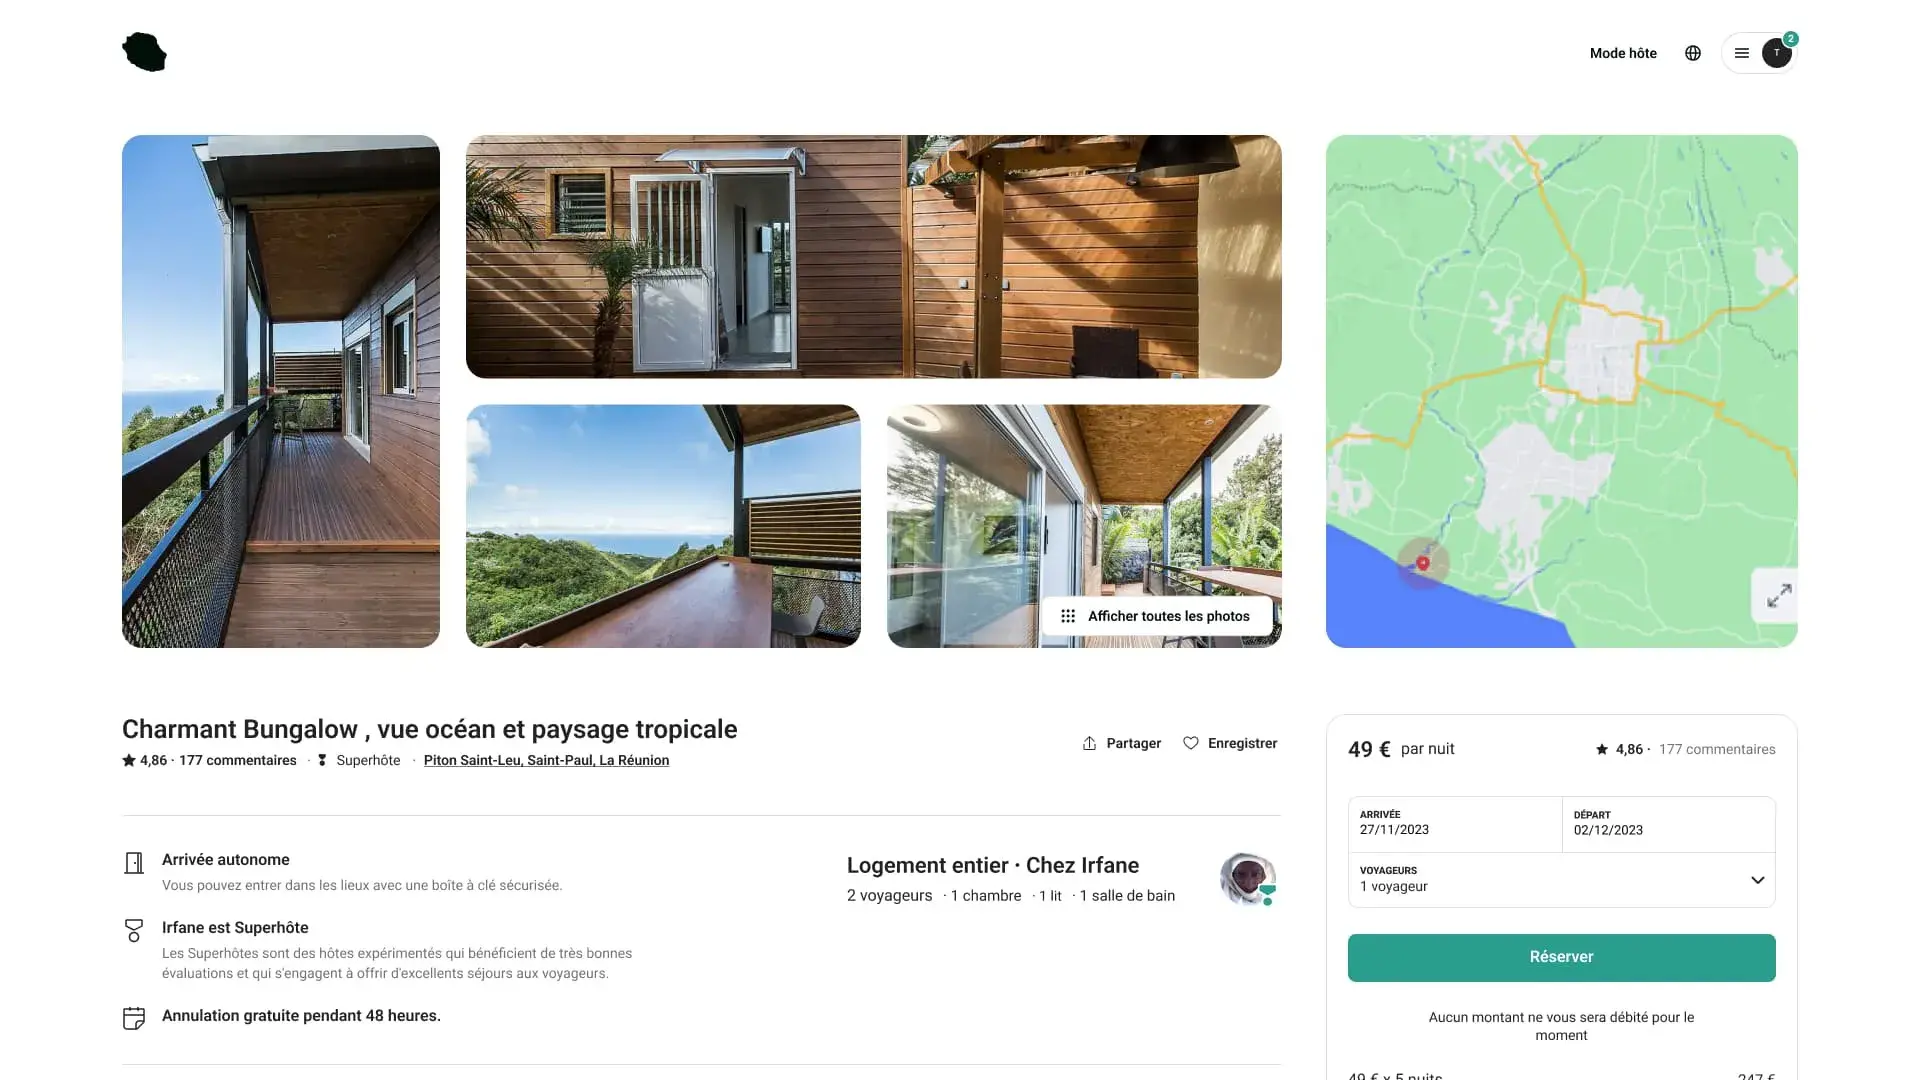 Mode hôte
T
2
Afficher toutes les photos
Charmant Bungalow , vue océan et paysage tropicale
4,86 · 177 commentaires · Superhôte · Piton Saint-Leu, Saint-Paul, La Réunion
Partager
Enregistrer
Arrivée autonome
Vous pouvez entrer dans les lieux avec une boîte à clé sécurisée.
Irfane est Superhôte
Les Superhôtes sont des hôtes expérimentés qui bénéficient de très bonnes
évaluations et qui s'engagent à offrir d'excellents séjours aux voyageurs.
Annulation gratuite pendant 48 heures.
Logement entier · Chez Irfane
2 voyageurs · 1 chambre · 1 lit · 1 salle de bain
49 € par nuit
4,86 · 177 commentaires
ARRIVÉE
27/11/2023
DÉPART
02/12/2023
VOYAGEURS
1 voyageur
Réserver
Aucun montant ne vous sera débité pour le
moment
49 € x 5 nuits
247 €